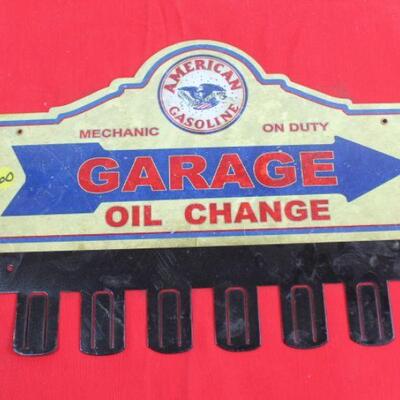 AMERICAN
GASOLINE
MECHANIC ON DUTY
GARAGE
OIL CHANGE